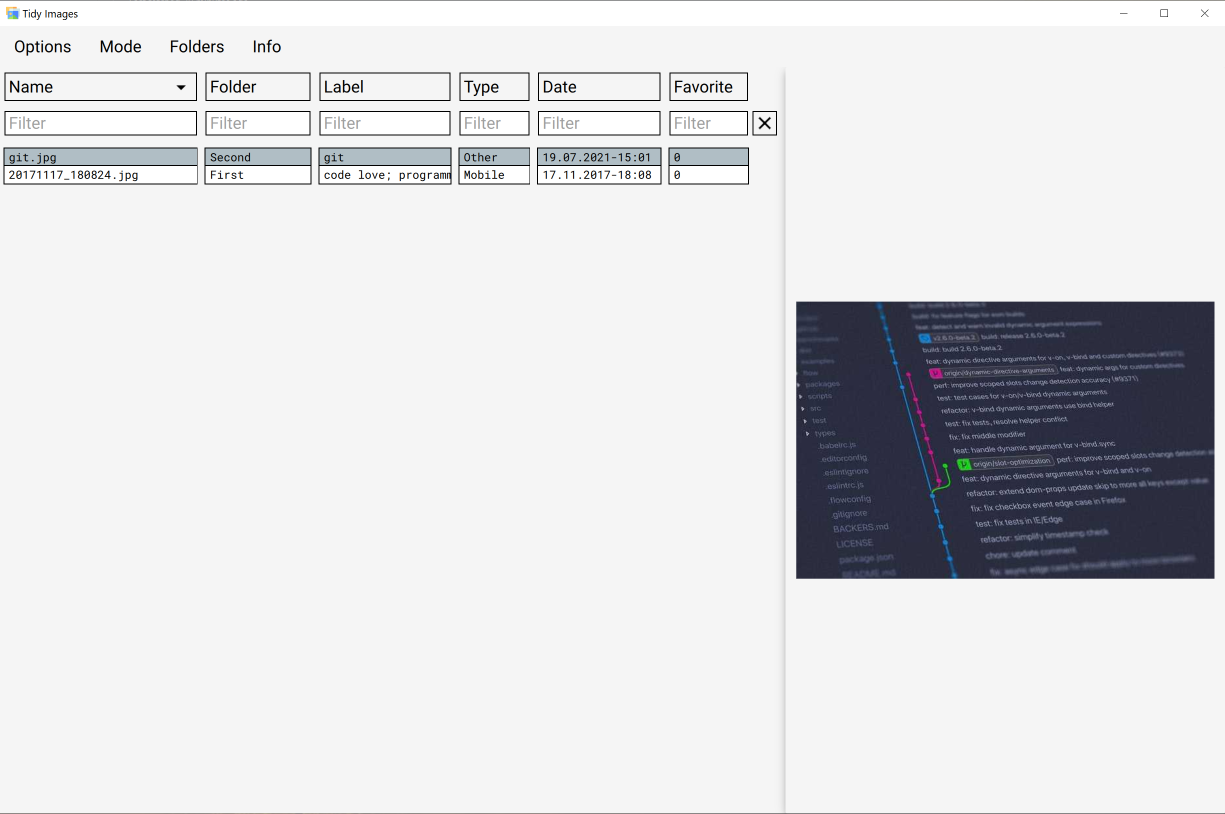 Tidy Images
Options Mode Folders Info
Name Folder Label Type Date Favorite
Filter Filter Filter Filter Filter Filter
git.jpg Second git Other 19.07.2021-15:01 0
20171117_180824.jpg First code love; programm Mobile 17.11.2017-18:08 0
build: fix feature flags for esm builds
feat: detect and warn invalid dynamic argument expressions
v2.6.0-beta.2 build: release 2.6.0-beta.2
build: build 2.6.0-beta.2
feat: dynamic directive arguments for v-on, v-bind and custom directives (#9373)
origin/dynamic-directive-arguments feat: dynamic args for custom directives
perf: improve scoped slots change detection accuracy (#9371)
test: test cases for v-on/v-bind dynamic arguments
refactor: v-bind dynamic arguments use bind helper
test: fix tests, resolve helper conflict
fix: fix middle modifier
feat: handle dynamic argument for v-bind.sync
origin/slot-optimization perf: improve scoped slots change detection
feat: dynamic directive arguments for v-bind and v-on
refactor: extend dom-props update skip to more all keys except value
fix: fix checkbox event edge case in Firefox
test: fix tests in IE/Edge
refactor: simplify timestamp check
chore: update comment
fix: async edge case fix should apply to more browsers
examples
flow
packages
scripts
src
test
types
.babelrc.js
.editorconfig
.eslintignore
.eslintrc.js
.flowconfig
.gitignore
BACKERS.md
LICENSE
package.json
README.md